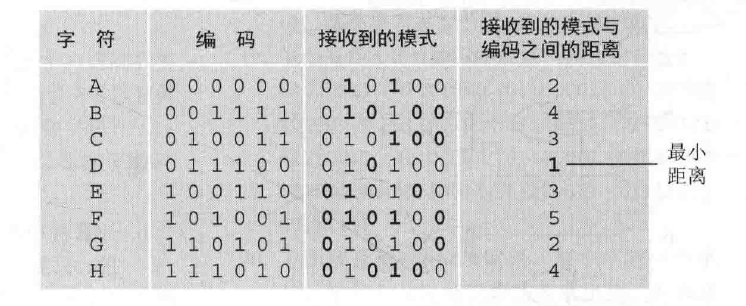 字 符 编 码 接收到的模式 接收到的模式与
编码之间的距离
A 0 0 0 0 0 0 0 1 0 1 0 0 2
B 0 0 1 1 1 1 0 1 0 1 0 0 4
C 0 1 0 0 1 1 0 1 0 1 0 0 3
D 0 1 1 1 0 0 0 1 0 1 0 0 1 最小
距离
E 1 0 0 1 1 0 0 1 0 1 0 0 3
F 1 0 1 0 0 1 0 1 0 1 0 0 5
G 1 1 0 1 0 1 0 1 0 1 0 0 2
H 1 1 1 0 1 0 0 1 0 1 0 0 4